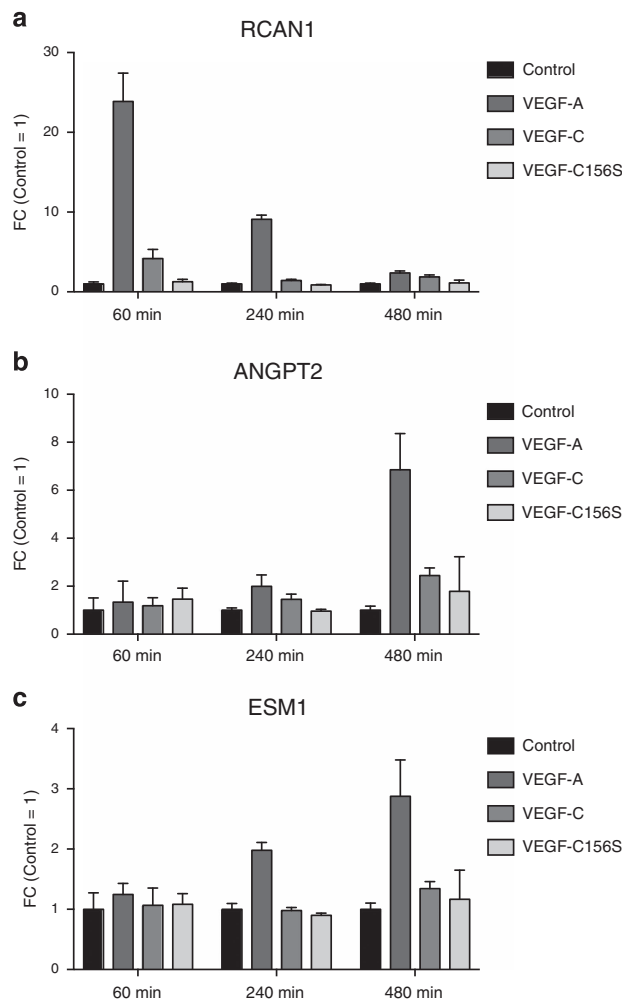 a
RCAN1
30
20
10
0
FC (Control = 1)
60 min 240 min 480 min
Control
VEGF-A
VEGF-C
VEGF-C156S
b
ANGPT2
10
8
6
4
2
0
FC (Control = 1)
60 min 240 min 480 min
Control
VEGF-A
VEGF-C
VEGF-C156S
c
ESM1
4
3
2
1
0
FC (Control = 1)
60 min 240 min 480 min
Control
VEGF-A
VEGF-C
VEGF-C156S